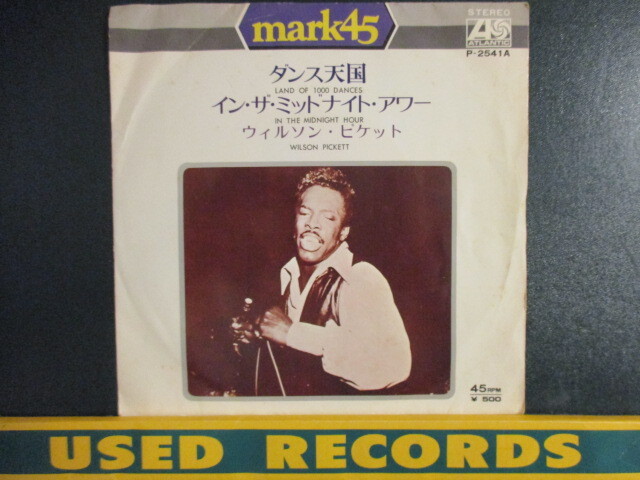 mark45
STEREO
ATLANTIC
P-2541A
ダンス天国
LAND OF 1000 DANCES
イン・ザ・ミッドナイト・アワー
IN THE MIDNIGHT HOUR
ウィルソン・ピケット
WILSON PICKETT
45RPM
¥ 500
USED RECORDS